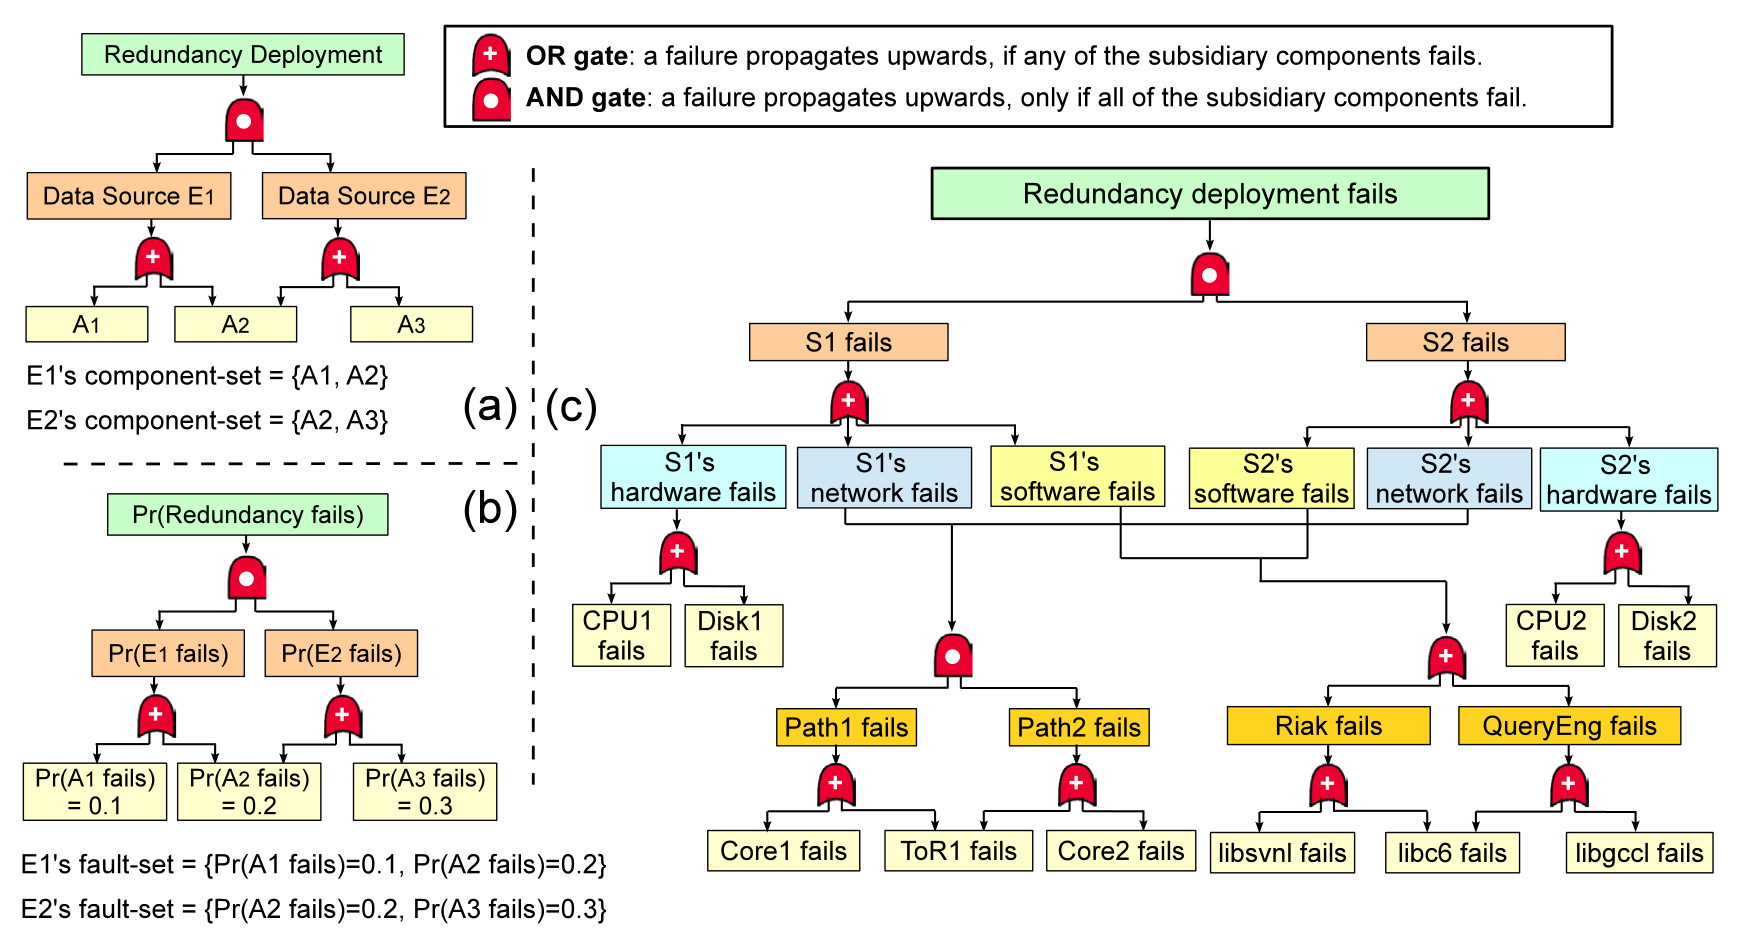 Redundancy Deployment
OR gate: a failure propagates upwards, if any of the subsidiary components fails.
AND gate: a failure propagates upwards, only if all of the subsidiary components fail.
Data Source E1
Data Source E2
A1
A2
A3
E1's component-set = {A1, A2}
E2's component-set = {A2, A3}
(a)
Pr(Redundancy fails)
(b)
Pr(E1 fails)
Pr(E2 fails)
Pr(A1 fails)
= 0.1
Pr(A2 fails)
= 0.2
Pr(A3 fails)
= 0.3
E1's fault-set = {Pr(A1 fails)=0.1, Pr(A2 fails)=0.2}
E2's fault-set = {Pr(A2 fails)=0.2, Pr(A3 fails)=0.3}
(c)
Redundancy deployment fails
S1 fails
S2 fails
S1's
hardware fails
S1's
network fails
S1's
software fails
S2's
software fails
S2's
network fails
S2's
hardware fails
CPU1
fails
Disk1
fails
CPU2
fails
Disk2
fails
Path1 fails
Path2 fails
Riak fails
QueryEng fails
Core1 fails
ToR1 fails
Core2 fails
libsvnl fails
libc6 fails
libgccl fails